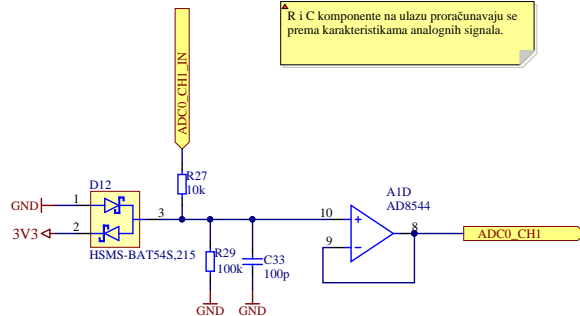 R i C komponente na ulazu proračunavaju se
prema karakteristikama analognih signala.
ADC0_CH1_IN
R27
10k
D12
GND
1
3V3
2
3
HSMS-BAT54S,215
R29
100k
C33
100p
GND
GND
A1D
AD8544
10
9
8
ADC0_CH1